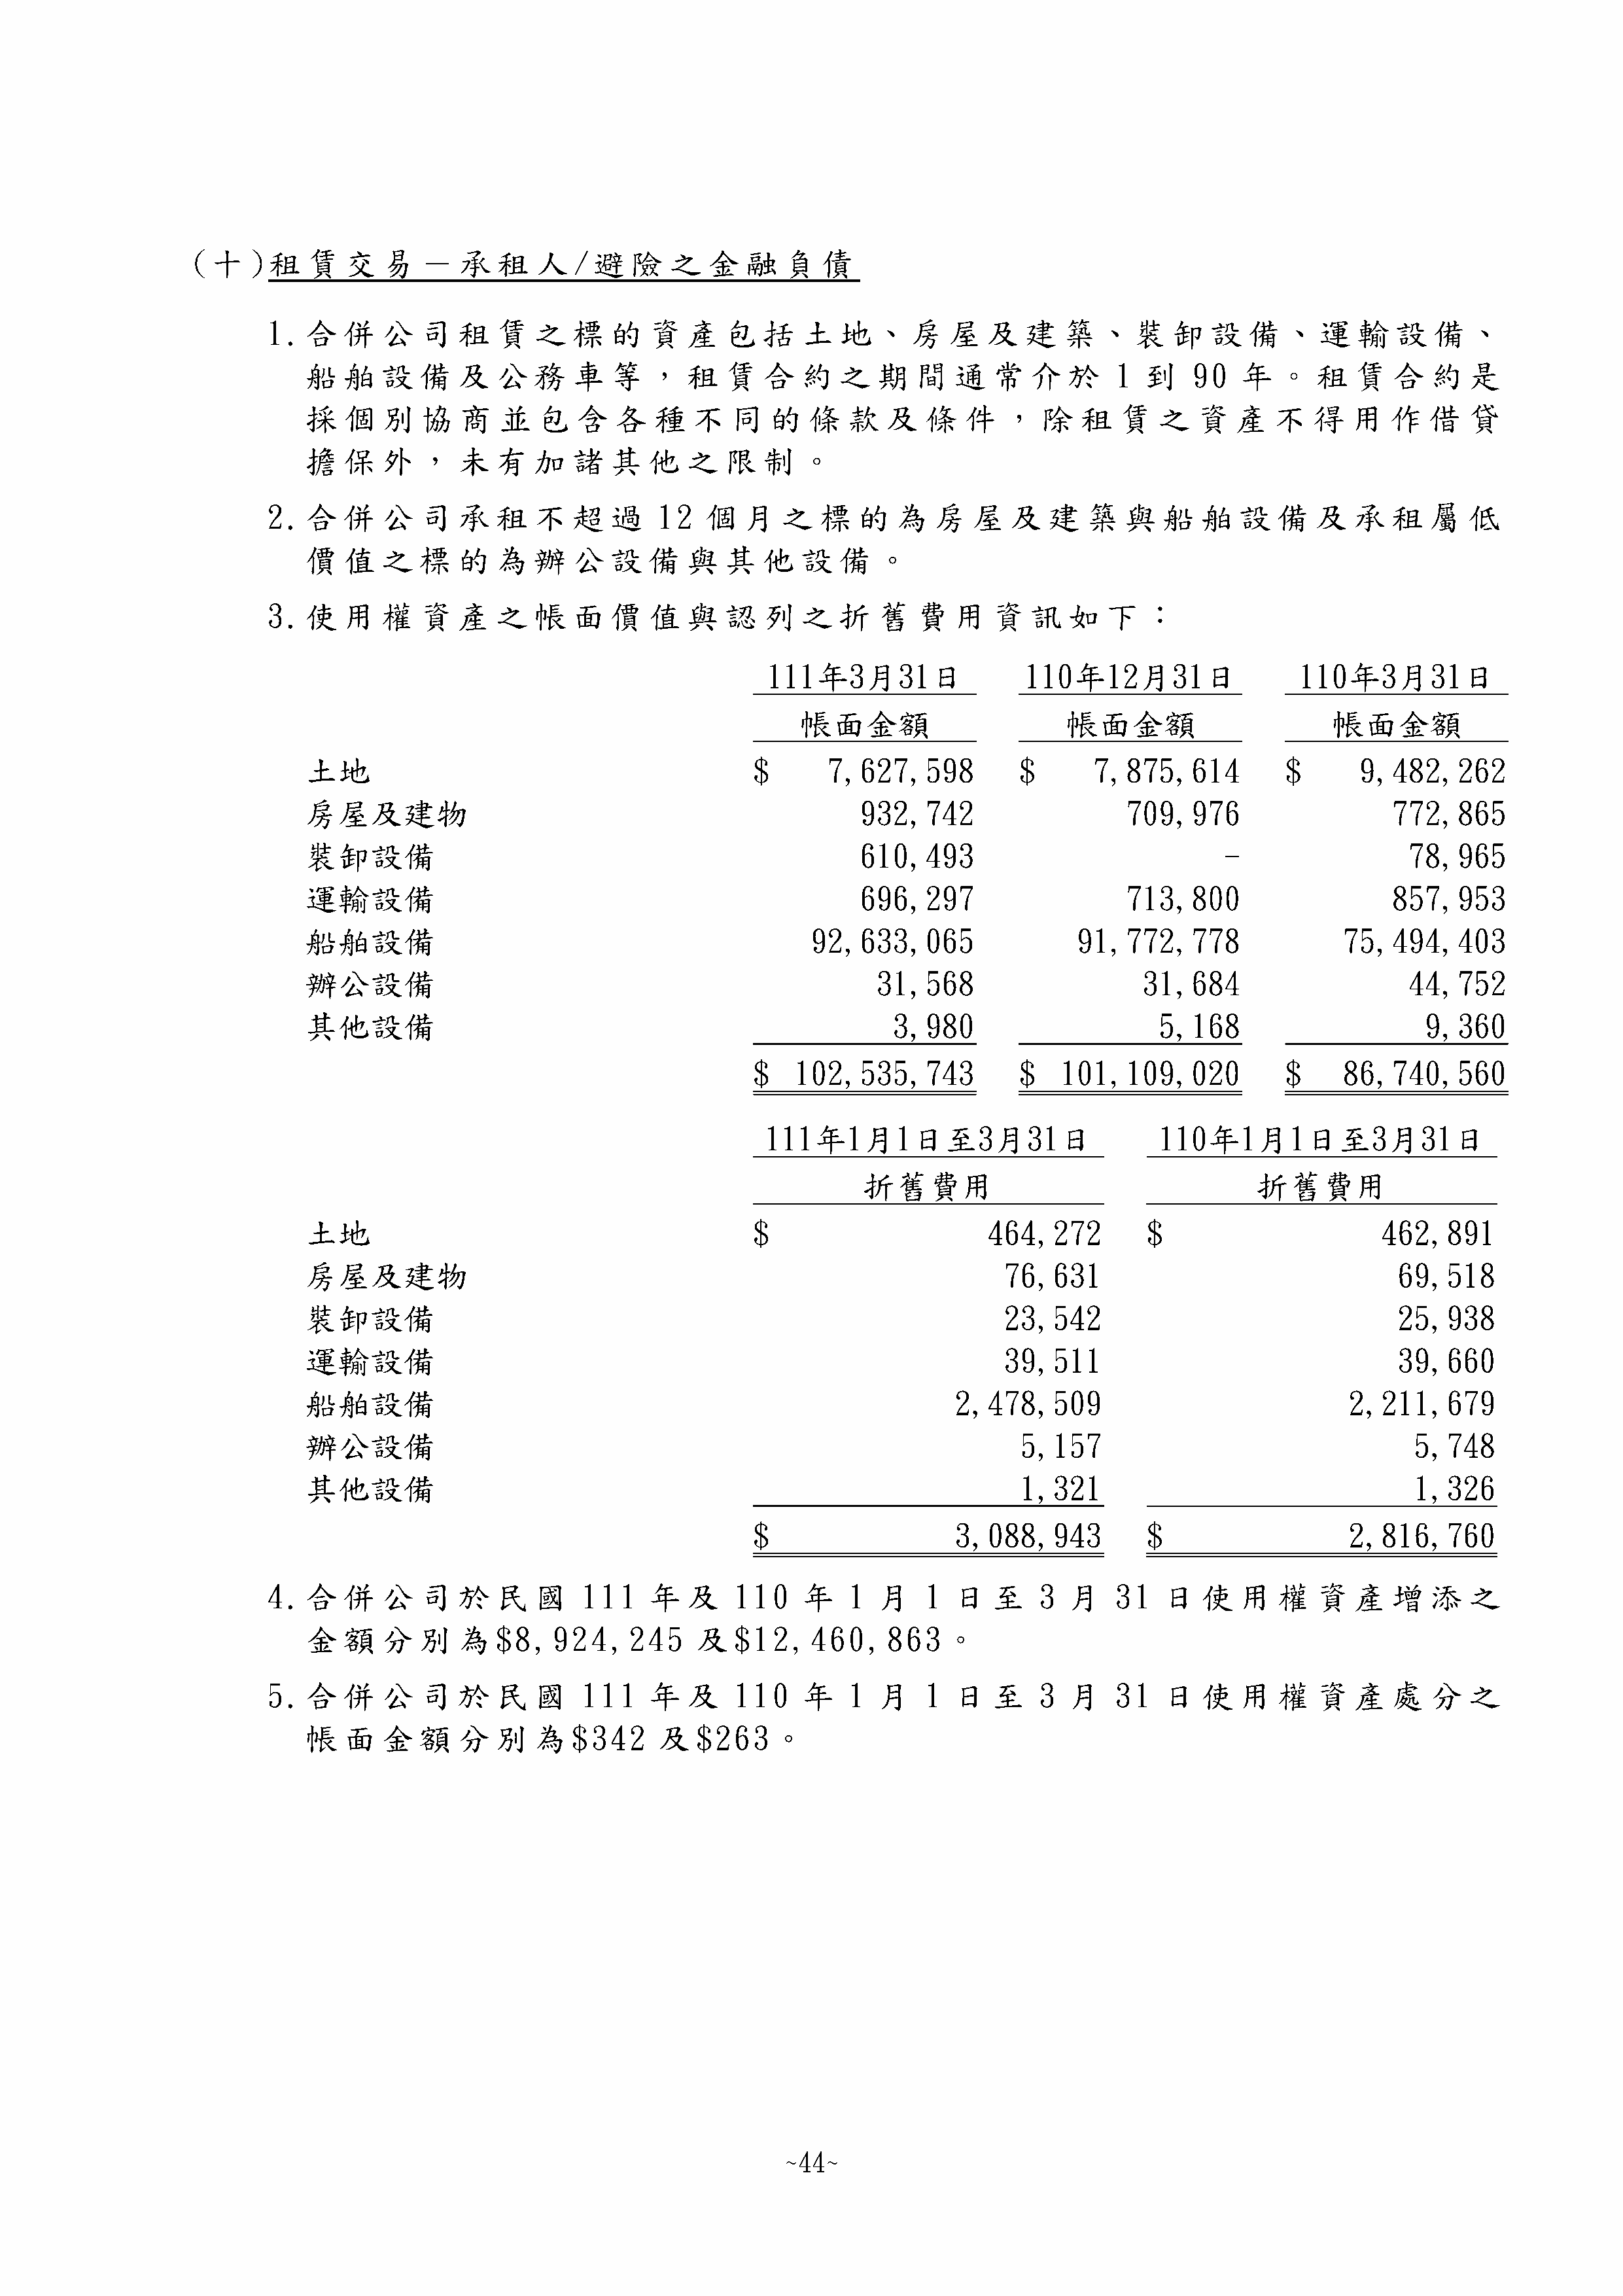 (十)租賃交易－承租人/避險之金融負債
1.合併公司租賃之標的資產包括土地、房屋及建築、裝卸設備、運輸設備、
船舶設備及公務車等，租賃合約之期間通常介於 1 到 90 年。租賃合約是
採個別協商並包含各種不同的條款及條件，除租賃之資產不得用作借貸
擔保外，未有加諸其他之限制。
2.合併公司承租不超過 12 個月之標的為房屋及建築與船舶設備及承租屬低
價值之標的為辦公設備與其他設備。
3.使用權資產之帳面價值與認列之折舊費用資訊如下：
111年3月31日 110年12月31日 110年3月31日
帳面金額 帳面金額 帳面金額
土地 $ 7,627,598 $ 7,875,614 $ 9,482,262
房屋及建物 932,742 709,976 772,865
裝卸設備 610,493 - 78,965
運輸設備 696,297 713,800 857,953
船舶設備 92,633,065 91,772,778 75,494,403
辦公設備 31,568 31,684 44,752
其他設備 3,980 5,168 9,360
$ 102,535,743 $ 101,109,020 $ 86,740,560
111年1月1日至3月31日 110年1月1日至3月31日
折舊費用 折舊費用
土地 $ 464,272 $ 462,891
房屋及建物 76,631 69,518
裝卸設備 23,542 25,938
運輸設備 39,511 39,660
船舶設備 2,478,509 2,211,679
辦公設備 5,157 5,748
其他設備 1,321 1,326
$ 3,088,943 $ 2,816,760
4.合併公司於民國 111 年及 110 年 1 月 1 日至 3 月 31 日使用權資產增添之
金額分別為$8,924,245 及$12,460,863。
5.合併公司於民國 111 年及 110 年 1 月 1 日至 3 月 31 日使用權資產處分之
帳面金額分別為$342 及$263。
~44~